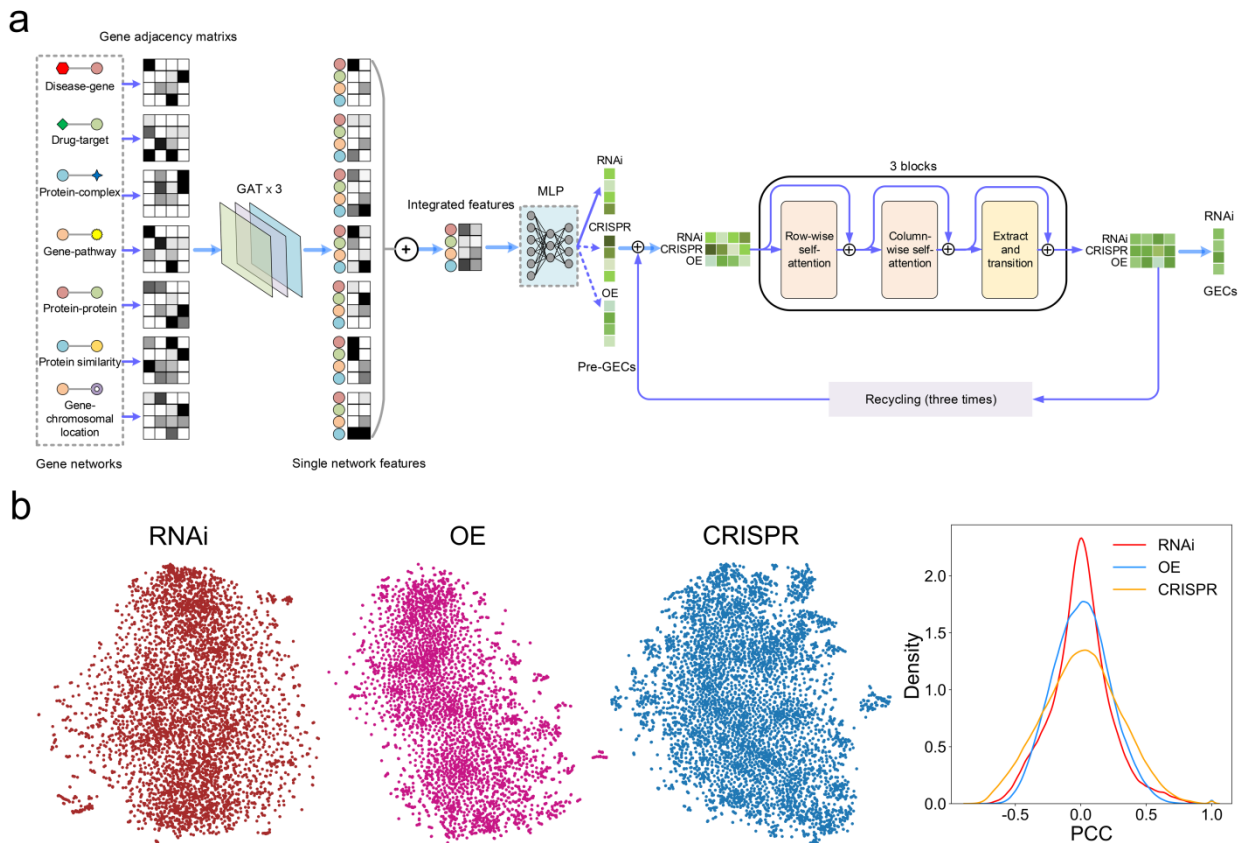 a
Gene adjacency matrixs
Disease-gene
Drug-target
Protein-complex
Gene-pathway
Protein-protein
Protein similarity
Gene-
chromosomal
location
Gene networks
GAT x 3
Single network features
Integrated features
MLP
RNAi
CRISPR
OE
Pre-GECs
RNAi
CRISPR
OE
3 blocks
Row-wise
self-
attention
Column-
wise self-
attention
Extract and
transition
RNAi
CRISPR
OE
RNAi
GECs
Recycling (three times)
b
RNAi
OE
CRISPR
RNAi
OE
CRISPR
Density
2.0
1.5
1.0
0.5
0.0
-0.5
0.0
0.5
1.0
PCC